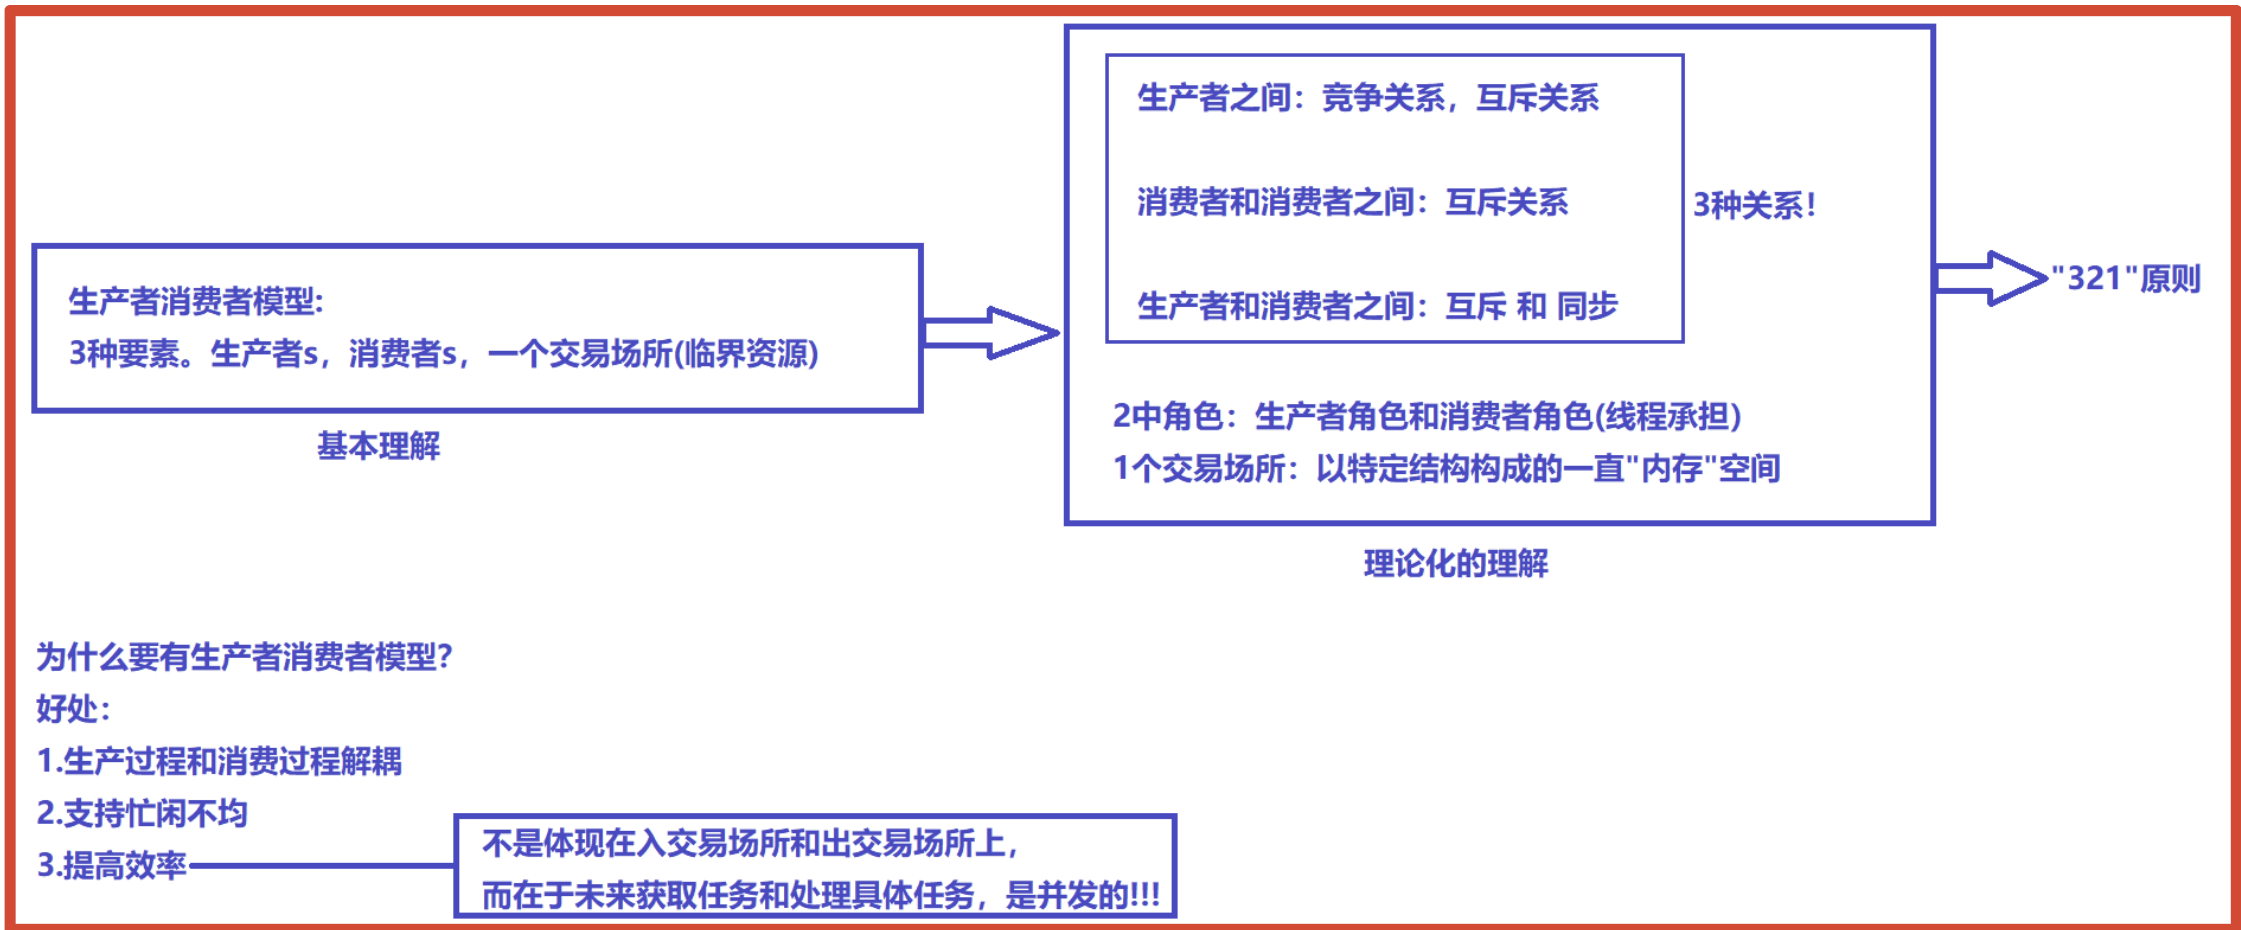 生产者消费者模型:
3种要素。生产者s，消费者s，一个交易场所(临界资源)
基本理解
生产者之间：竞争关系，互斥关系
消费者和消费者之间：互斥关系
生产者和消费者之间：互斥 和 同步
3种关系！
2中角色：生产者角色和消费者角色(线程承担）
1个交易场所：以特定结构构成的一直"内存"空间
理论化的理解
"321"原则
为什么要有生产者消费者模型？
好处：
1.生产过程和消费过程解耦
2.支持忙闲不均
3.提高效率
不是体现在入交易场所和出交易场所上，
而在于未来获取任务和处理具体任务，是并发的!!!